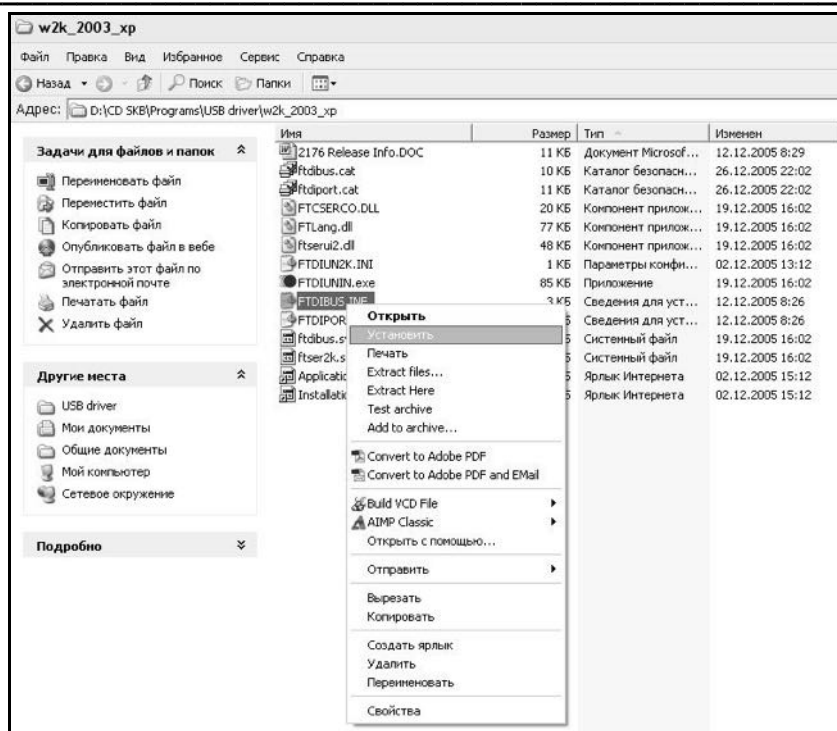 w2k_2003_xp
Файл Правка Вид Избранное Сервис Справка
Назад Поиск Папки
Адрес: D:\CD SKB\Programs\USB driver\w2k_2003_xp
Задачи для файлов и папок
Переименовать файл
Переместить файл
Копировать файл
Опубликовать файл в вебе
Отправить этот файл по
электронной почте
Печатать файл
Удалить файл
Другие места
USB driver
Мои документы
Общие документы
Мой компьютер
Сетевое окружение
Подробно
Имя Размер Тип Изменен
2176 Release Info.DOC 11 КБ Документ Microsof... 12.12.2005 8:29
ftdibus.cat 10 КБ Каталог безопасн... 26.12.2005 22:02
ftdiport.cat 11 КБ Каталог безопасн... 26.12.2005 22:02
FTCSERCO.DLL 20 КБ Компонент прилож... 19.12.2005 16:02
FTLang.dll 77 КБ Компонент прилож... 19.12.2005 16:02
ftserui2.dll 48 КБ Компонент прилож... 19.12.2005 16:02
FTDIUN2K.INI 1 КБ Параметры конфи... 02.12.2005 13:12
FTDIUNIN.exe 85 КБ Приложение 19.12.2005 16:02
FTDIBUS.INF 3 КБ Сведения для уст... 12.12.2005 8:26
FTDIPOR Б Сведения для уст... 12.12.2005 8:26
ftdibus.s Б Системный файл 19.12.2005 16:02
ftser2k.s Б Системный файл 19.12.2005 16:02
Applicatio Б Ярлык Интернета 02.12.2005 15:12
Installatio Б Ярлык Интернета 02.12.2005 15:12
Открыть
Установить
Печать
Extract files...
Extract Here
Test archive
Add to archive...
Convert to Adobe PDF
Convert to Adobe PDF and EMail
Build VCD File
AIMP Classic
Открыть с помощью...
Отправить
Вырезать
Копировать
Создать ярлык
Удалить
Переименовать
Свойства